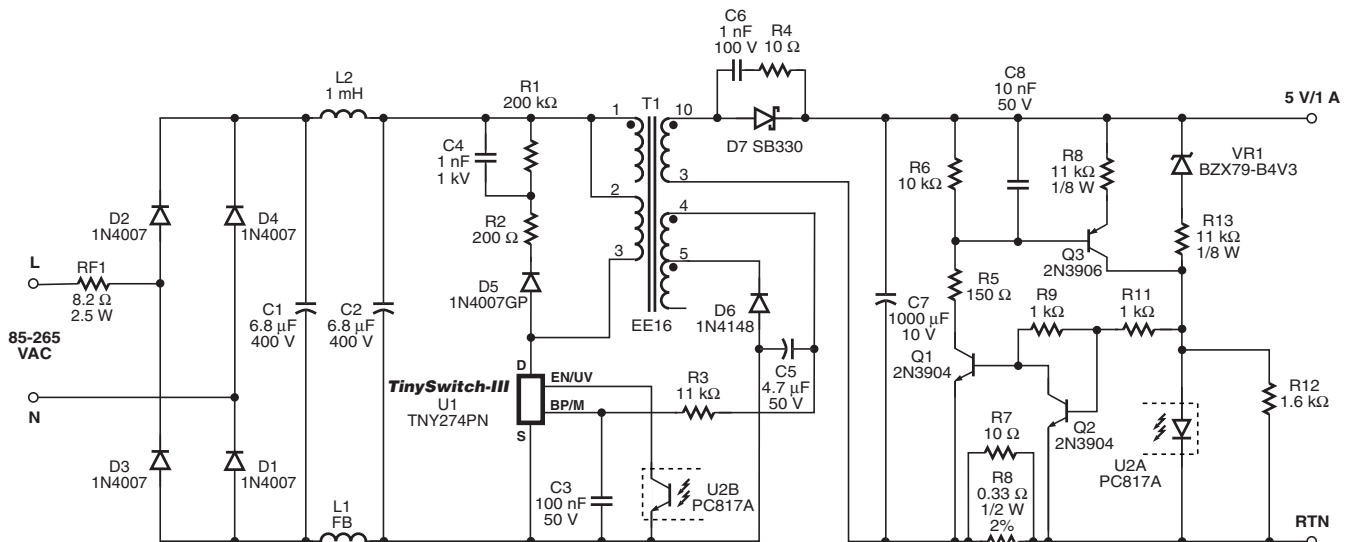 C6
1 nF
100 V
R4
10 Ω
L2
1 mH
R1
200 kΩ
T1
1
10
C8
10 nF
50 V
5 V/1 A
C4
1 nF
1 kV
D7 SB330
R6
10 kΩ
R8
11 kΩ
1/8 W
VR1
BZX79-B4V3
2
3
D2
1N4007
D4
1N4007
R2
200 Ω
4
3
5
R13
11 kΩ
1/8 W
Q3
2N3906
L
RF1
8.2 Ω
2.5 W
D5
1N4007GP
R5
150 Ω
R9
1 kΩ
R11
1 kΩ
C1
6.8 µF
400 V
C2
6.8 µF
400 V
EE16
D6
1N4148
C7
1000 µF
10 V
85-265
VAC
N
D
TinySwitch-III
U1
TNY274PN
EN/UV
BP/M
S
R3
11 kΩ
C5
4.7 µF
50 V
Q1
2N3904
R12
1.6 kΩ
Q2
2N3904
R7
10 Ω
U2A
PC817A
D3
1N4007
D1
1N4007
C3
100 nF
50 V
U2B
PC817A
R8
0.33 Ω
1/2 W
2%
L1
FB
RTN